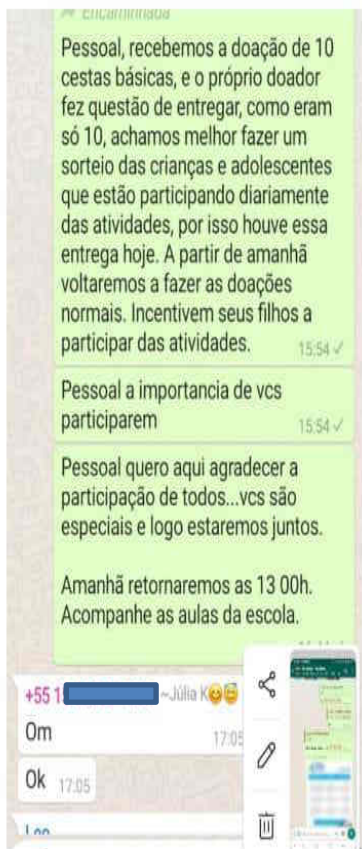 Encaminhada
Pessoal, recebemos a doação de 10
cestas básicas, e o próprio doador
fez questão de entregar, como eram
só 10, achamos melhor fazer um
sorteio das crianças e adolescentes
que estão participando diariamente
das atividades, por isso houve essa
entrega hoje. A partir de amanhã
voltaremos a fazer as doações
normais. Incentivem seus filhos a
participar das atividades.
15:54
Pessoal a importancia de vcs
participarem
15:54
Pessoal quero aqui agradecer a
participação de todos...vcs são
especiais e logo estaremos juntos.
Amanhã retornaremos as 13 00h.
Acompanhe as aulas da escola.
+55 1 ~Júlia K😊😇
Om
17:05
Ok 17:05